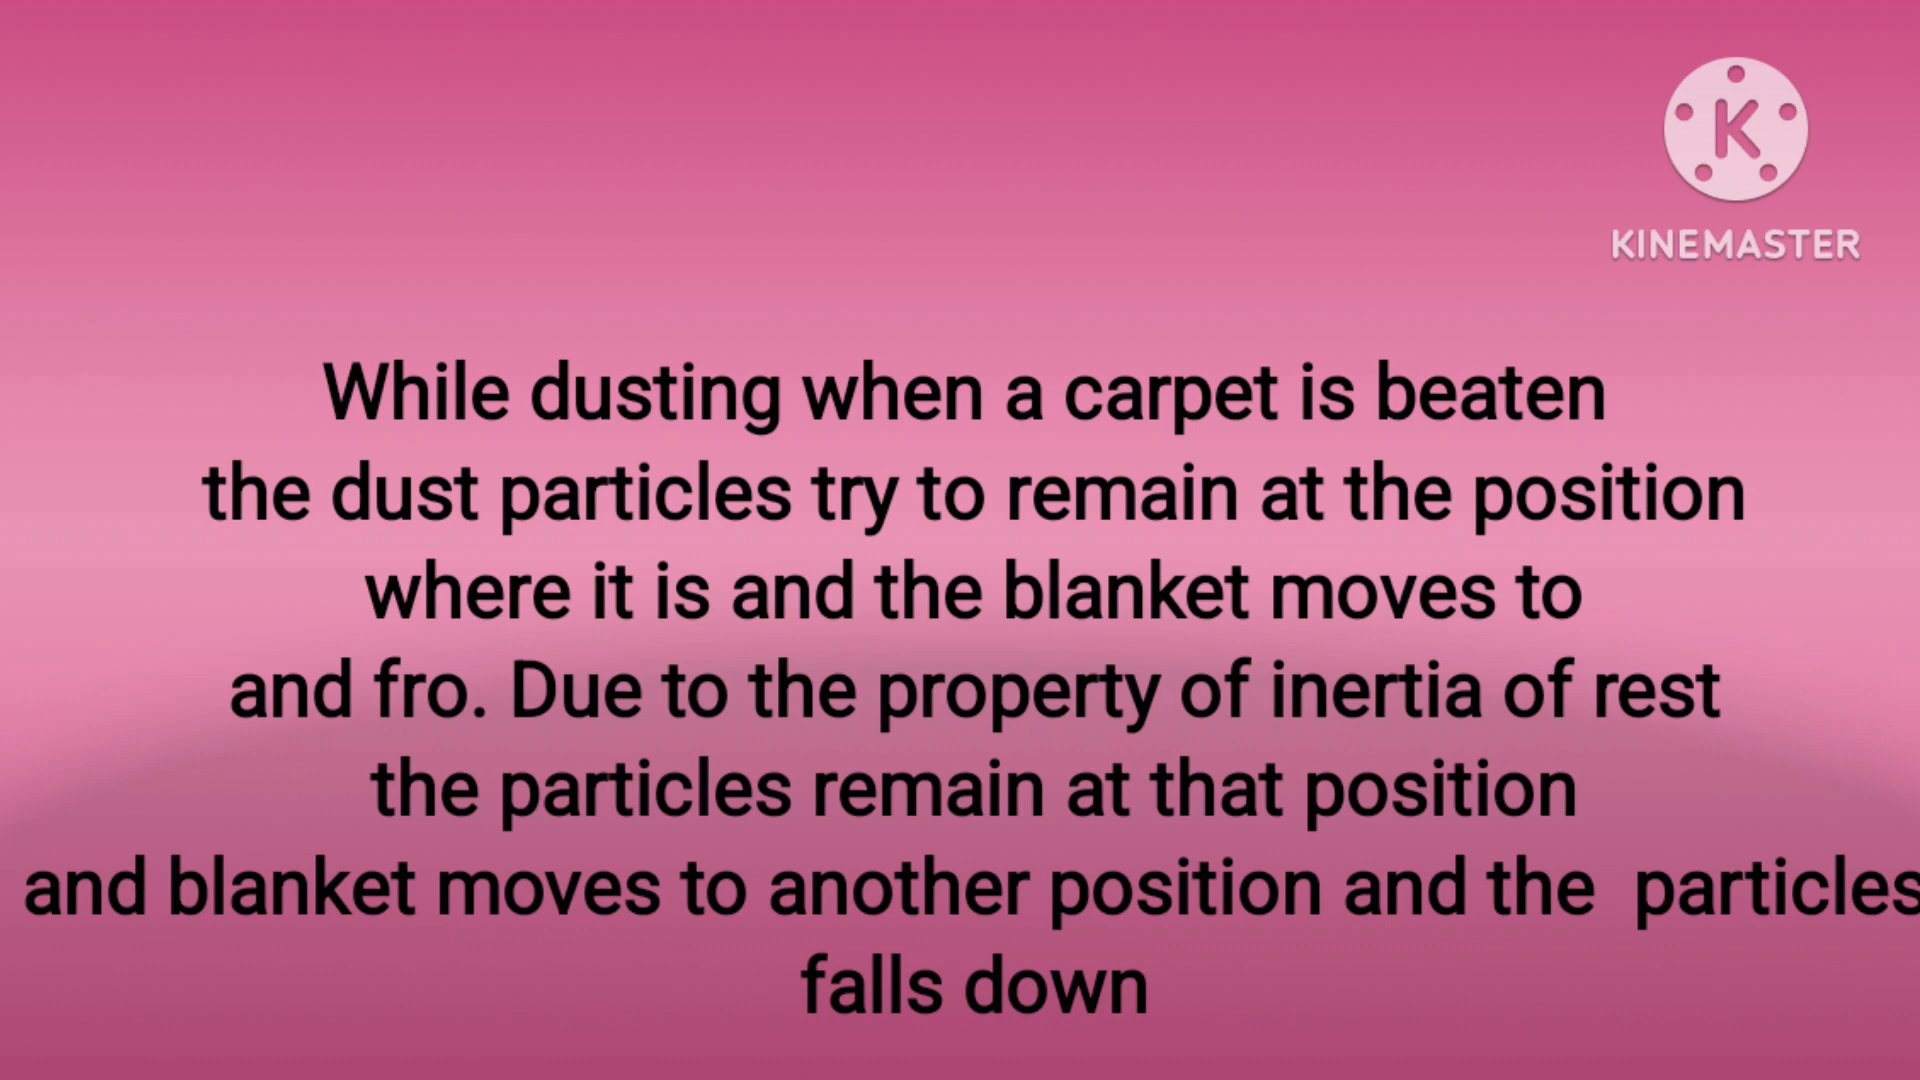 K
KINEMASTER
While dusting when a carpet is beaten
the dust particles try to remain at the position
where it is and the blanket moves to
and fro. Due to the property of inertia of rest
the particles remain at that position
and blanket moves to another position and the  particles
falls down